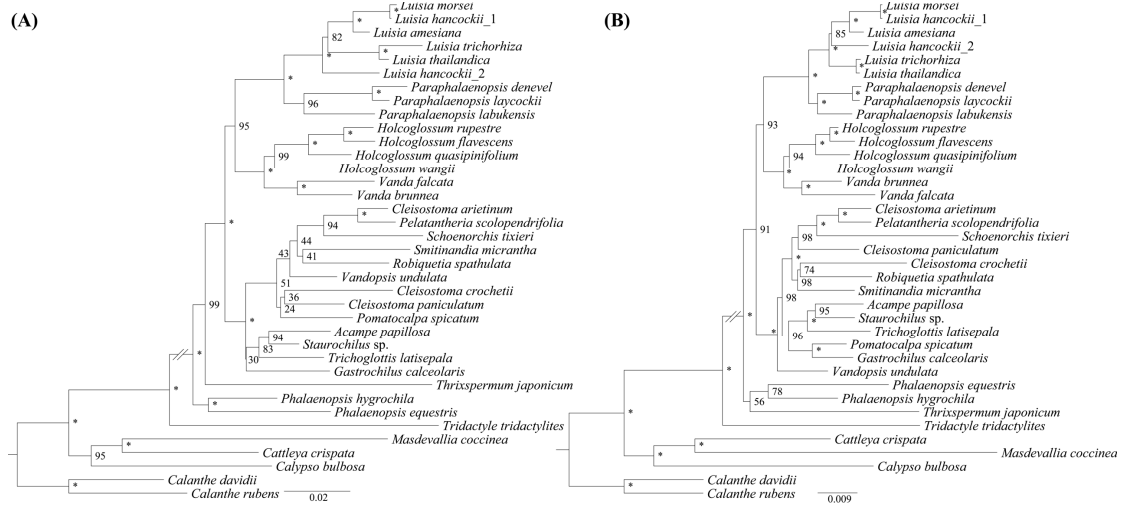 (A)
Luisia morsei
*
Luisia hancockii_1
*
Luisia amesiana
82
Luisia trichorhiza
*
*
Luisia thailandica
Luisia hancockii_2
*
Paraphalaenopsis denevel
*
Paraphalaenopsis laycockii
96
Paraphalaenopsis labukensis
95
Holcoglossum rupestre
*
Holcoglossum flavescens
*
Holcoglossum quasipinifolium
99
Holcoglossum wangii
*
Vanda falcata
*
Vanda brunnea
Cleisostoma arietinum
*
Pelatantheria scolopendrifolia
94
*
Schoenorchis tixieri
44
Smitinandia micrantha
43
41
Robiquetia spathulata
Vandopsis undulata
51
Cleisostoma crochetii
99
36
Cleisostoma paniculatum
24
Pomatocalpa spicatum
*
Acampe papillosa
94
Staurochilus sp.
83
*
Trichoglottis latisepala
30
Gastrochilus calceolaris
Thrixspermum japonicum
*
Phalaenopsis hygrochila
*
Phalaenopsis equestris
*
Tridactyle tridactylites
Masdevallia coccinea
*
Cattleya crispata
95
Calypso bulbosa
Calanthe davidii
*
Calanthe rubens
0.02
(B)
Luisia morsei
*
Luisia hancockii_1
*
Luisia amesiana
85
Luisia hancockii_2
*
Luisia trichorhiza
*
Luisia thailandica
*
Paraphalaenopsis denevel
*
*
Paraphalaenopsis laycockii
Paraphalaenopsis labukensis
93
Holcoglossum rupestre
*
Holcoglossum flavescens
*
Holcoglossum quasipinifolium
94
Holcoglossum wangii
*
Vanda brunnea
*
Vanda falcata
Cleisostoma arietinum
*
Pelatantheria scolopendrifolia
91
98
Schoenorchis tixieri
Cleisostoma paniculatum
*
Cleisostoma crochetii
74
Robiquetia spathulata
98
Smitinandia micrantha
98
Acampe papillosa
95
Staurochilus sp.
*
*
*
Trichoglottis latisepala
96
Pomatocalpa spicatum
*
Gastrochilus calceolaris
Vandopsis undulata
Phalaenopsis equestris
*
78
Phalaenopsis hygrochila
56
Thrixspermum japonicum
*
Tridactyle tridactylites
Cattleya crispata
*
Masdevallia coccinea
*
Calypso bulbosa
Calanthe davidii
*
Calanthe rubens
0.009